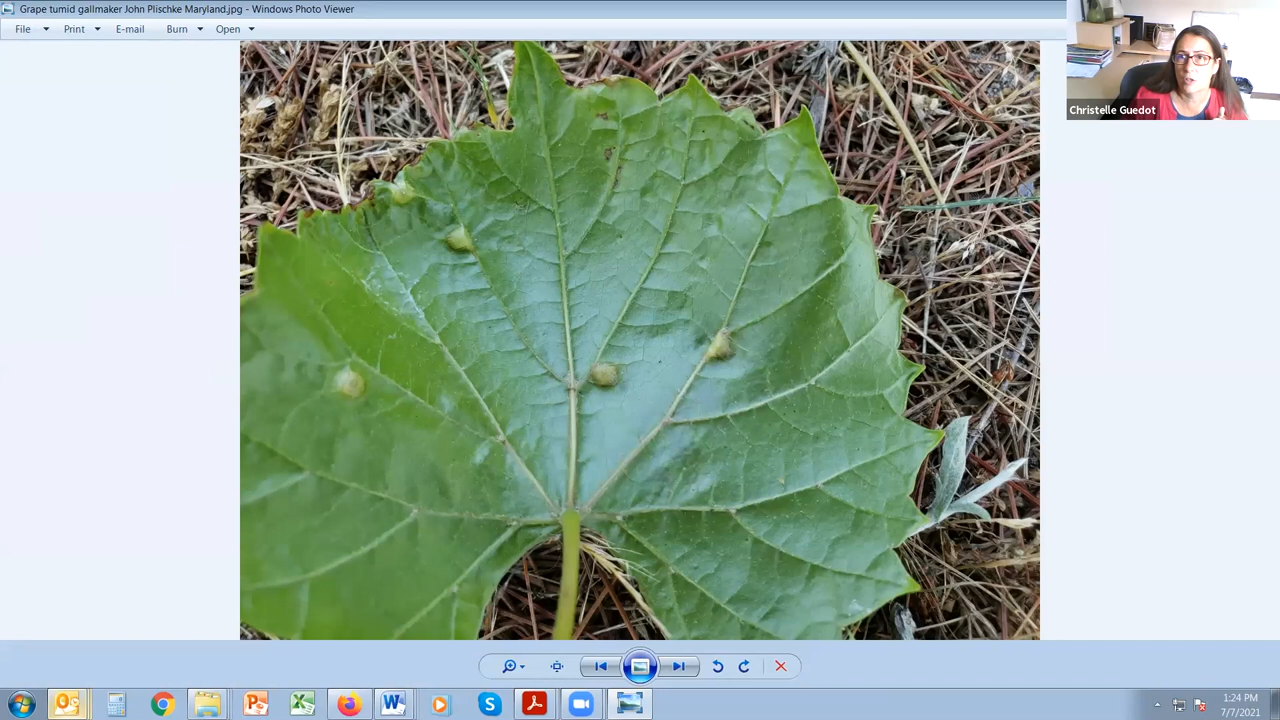 Grape tumid gallmaker John Plischke Maryland.jpg - Windows Photo Viewer
File Print E-mail Burn Open
Christelle Guedot
1:24 PM
7/7/2021